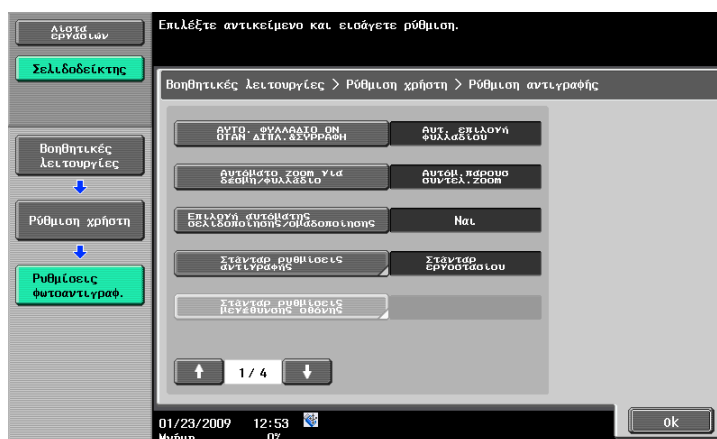 Επιλέξτε αντικείμενο και εισάγετε ρύθμιση.
Λίστα
εργασιών
Σελιδοδείκτης
Βοηθητικές λειτουργίες > Ρύθμιση χρήστη > Ρύθμιση αντιγραφής
Βοηθητικές
λειτουργίες
Ρύθμιση χρήστη
Ρυθμίσεις
φωτοαντιγραφ.
ΑΥΤΟ. ΦΥΛΛΑΔΙΟ ΟΝ
ΟΤΑΝ ΔΙΠΛ.&ΣΥΡΡΑΦΗ
Αυτ. επιλογή
φυλλαδίου
Αυτόματο zoom για
δέσμη/φυλλάδιο
Αυτόμ.παρουσ
συντελ.zoom
Επιλογή αυτόματης
σελιδοποίησης/ομαδοποίησης
Ναι
Στάνταρ ρυθμίσεις
αντιγραφής
Στάνταρ
εργοστασίου
Στάνταρ ρυθμίσεις
μεγέθυνσης οθόνης
1/ 4
01/23/2009 12:53
Μνήμη 0%
ok